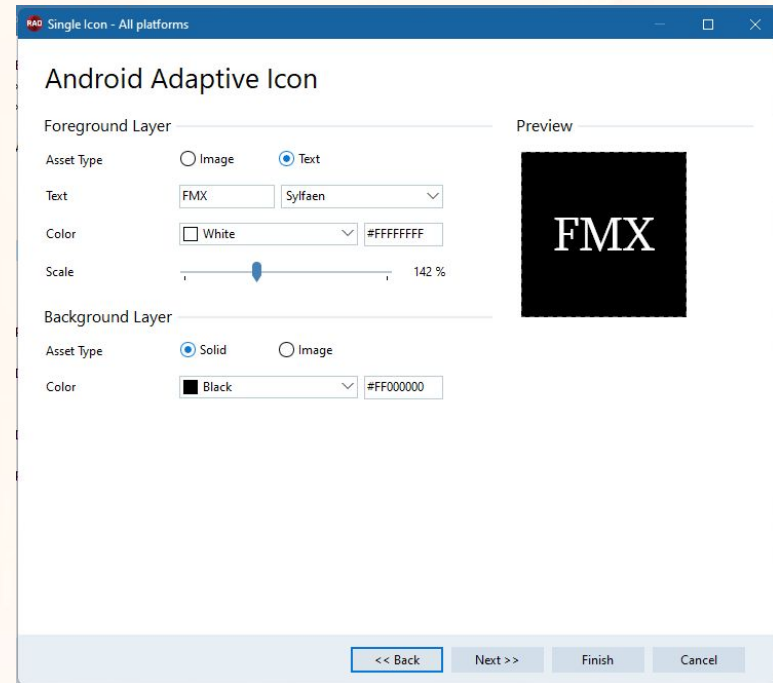 RAD Single Icon - All platforms
Android Adaptive Icon
Foreground Layer
Asset Type Image Text
Text FMX Sylfaen
Color White #FFFFFFFF
Scale 142 %
Background Layer
Asset Type Solid Image
Color Black #FF000000
Preview
FMX
<< Back Next >> Finish Cancel